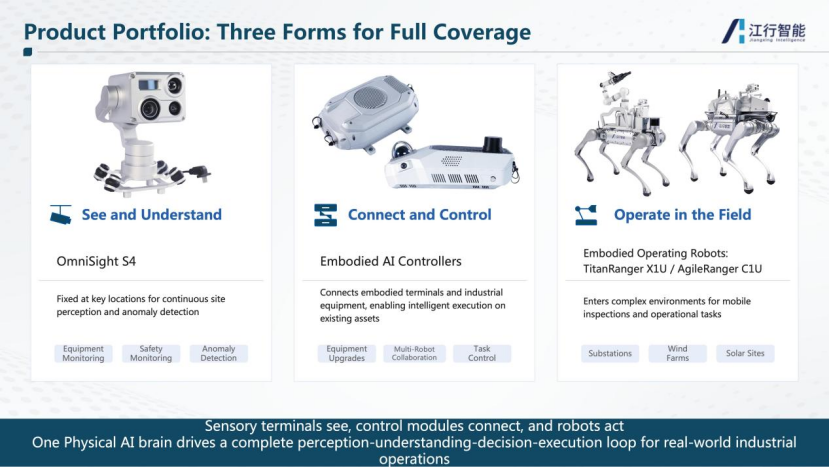 Product Portfolio: Three Forms for Full Coverage
江行智能
Jiangxing Intelligence
See and Understand
OmniSight S4
Fixed at key locations for continuous site
perception and anomaly detection
Equipment
Monitoring
Safety
Monitoring
Anomaly
Detection
Connect and Control
Embodied AI Controllers
Connects embodied terminals and industrial
equipment, enabling intelligent execution on
existing assets
Equipment
Upgrades
Multi-Robot
Collaboration
Task
Control
Operate in the Field
Embodied Operating Robots:
TitanRanger X1U / AgileRanger C1U
Enters complex environments for mobile
inspections and operational tasks
Substations
Wind
Farms
Solar Sites
Sensory terminals see, control modules connect, and robots act
One Physical AI brain drives a complete perception-understanding-decision-execution loop for real-world industrial
operations